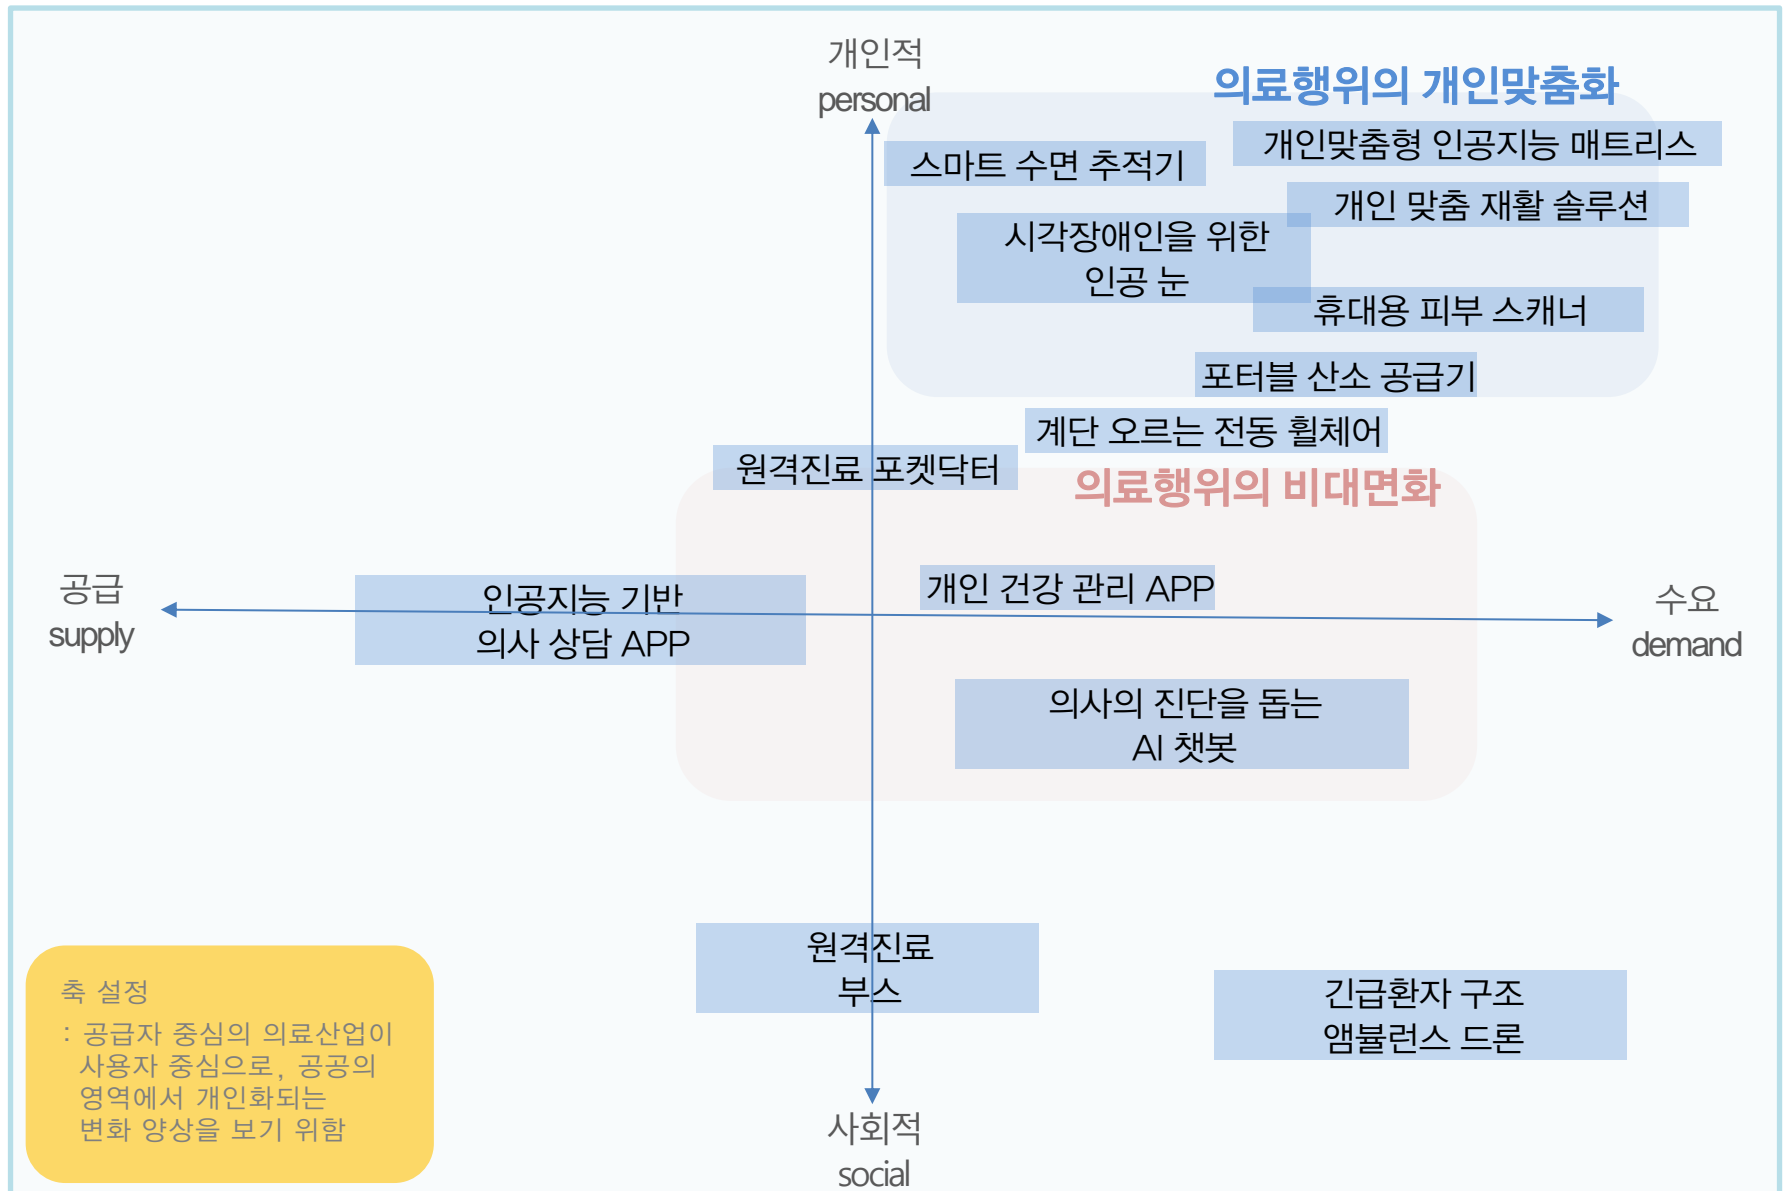 개인적
personal
의료행위의 개인맞춤화
개인맞춤형 인공지능 매트리스
스마트 수면 추적기
개인 맞춤 재활 솔루션
시각장애인을 위한
인공 눈
휴대용 피부 스캐너
포터블 산소 공급기
계단 오르는 전동 휠체어
원격진료 포켓닥터
의료행위의 비대면화
공급
supply
인공지능 기반
의사 상담 APP
개인 건강 관리 APP
수요
demand
의사의 진단을 돕는
AI 챗봇
원격진료
부스
긴급환자 구조
앰뷸런스 드론
축 설정
: 공급자 중심의 의료산업이
사용자 중심으로, 공공의
영역에서 개인화되는
변화 양상을 보기 위함
사회적
social